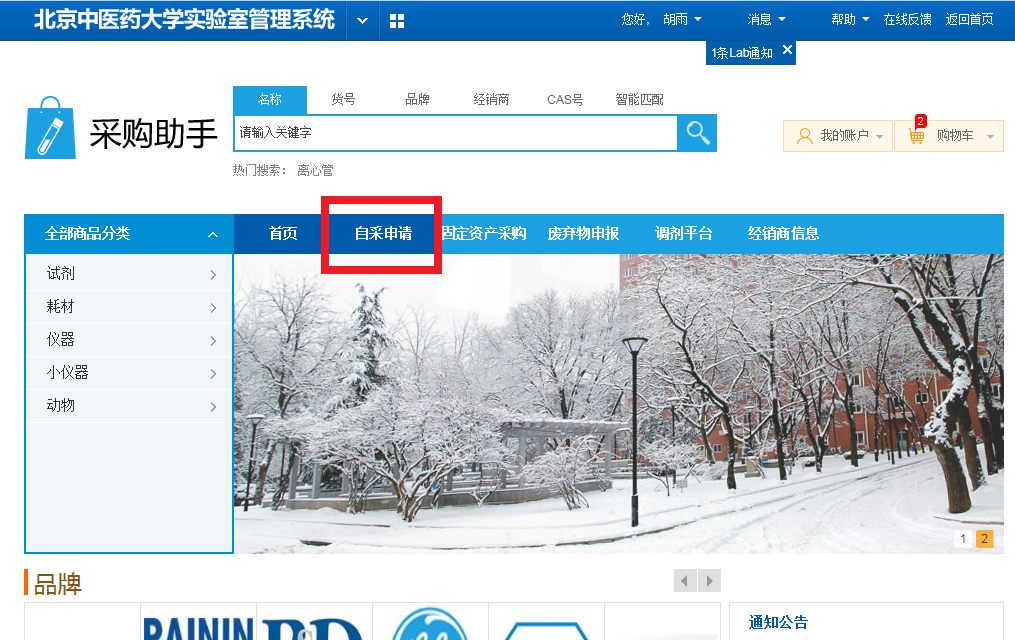 北京中医药大学实验室管理系统
您好， 胡雨 消息 帮助 在线反馈 返回首页
1条Lab通知 ×
采购助手
名称 货号 品牌 经销商 CAS号 智能匹配
请输入关键字
我的账户 2 购物车
热门搜索： 离心管
全部商品分类 首页 自采申请 固定资产采购 废弃物申报 调剂平台 经销商信息
试剂
耗材
仪器
小仪器
动物
1 2
品牌
RAININ
BD
通知公告